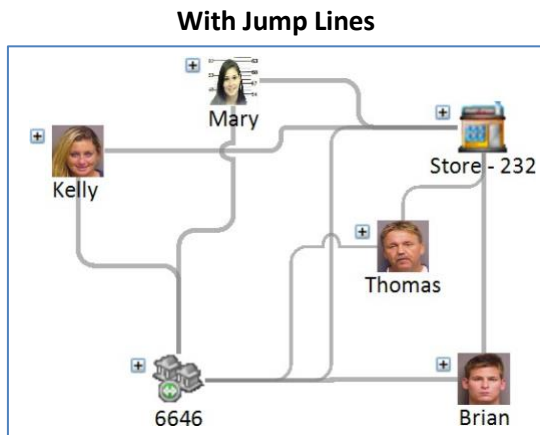 With Jump Lines
Mary
Kelly
Store - 232
Thomas
6646
Brian